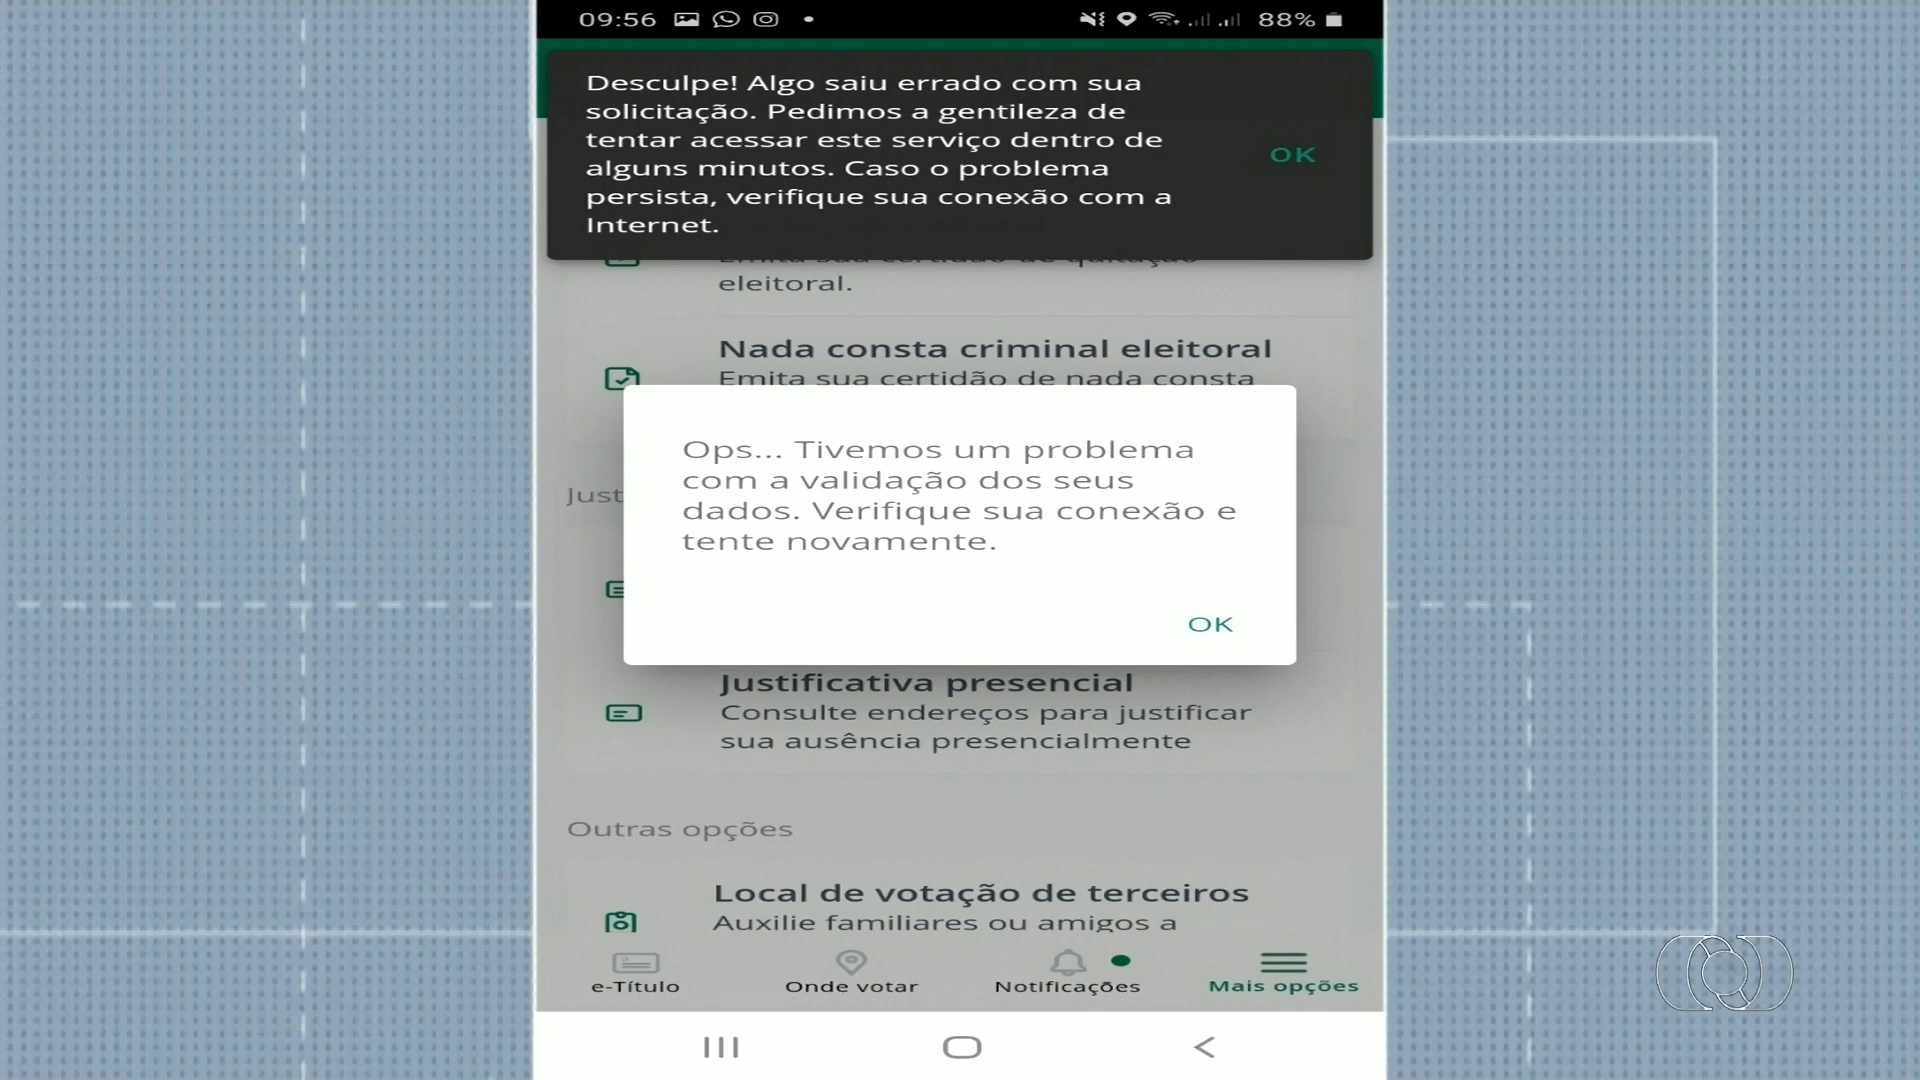 09:56
88%
Desculpe! Algo saiu errado com sua
solicitação. Pedimos a gentileza de
tentar acessar este serviço dentro de
alguns minutos. Caso o problema
persista, verifique sua conexão com a
Internet.
OK
Emita sua certidão de quitação
eleitoral.
Nada consta criminal eleitoral
Emita sua certidão de nada consta
Just
Ops... Tivemos um problema
com a validação dos seus
dados. Verifique sua conexão e
tente novamente.
OK
Justificativa presencial
Consulte endereços para justificar
sua ausência presencialmente
Outras opções
Local de votação de terceiros
Auxilie familiares ou amigos a
e-Título
Onde votar
Notificações
Mais opções